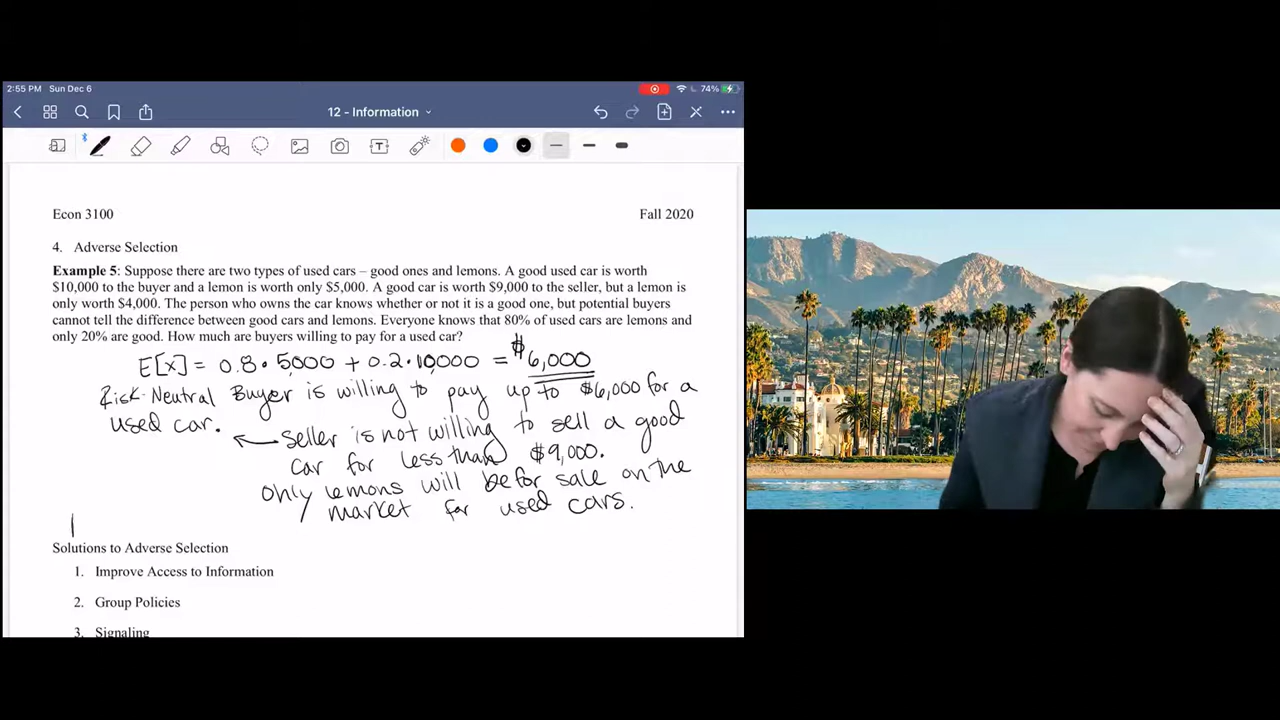 2:55 PM Sun Dec 6
74%
12 - Information
Econ 3100
Fall 2020
4. Adverse Selection
Example 5: Suppose there are two types of used cars – good ones and lemons. A good used car is worth
$10,000 to the buyer and a lemon is worth only $5,000. A good car is worth $9,000 to the seller, but a lemon is
only worth $4,000. The person who owns the car knows whether or not it is a good one, but potential buyers
cannot tell the difference between good cars and lemons. Everyone knows that 80% of used cars are lemons and
only 20% are good. How much are buyers willing to pay for a used car?
E[X] = 0.8 · 5,000 + 0.2 · 10,000 = $6,000
Risk-Neutral Buyer is willing to pay up to $6,000 for a
used car. ← Seller is not willing to sell a good
car for less than $9,000.
Only lemons will be for sale on the
market for used cars.
Solutions to Adverse Selection
1. Improve Access to Information
2. Group Policies
3. Signaling